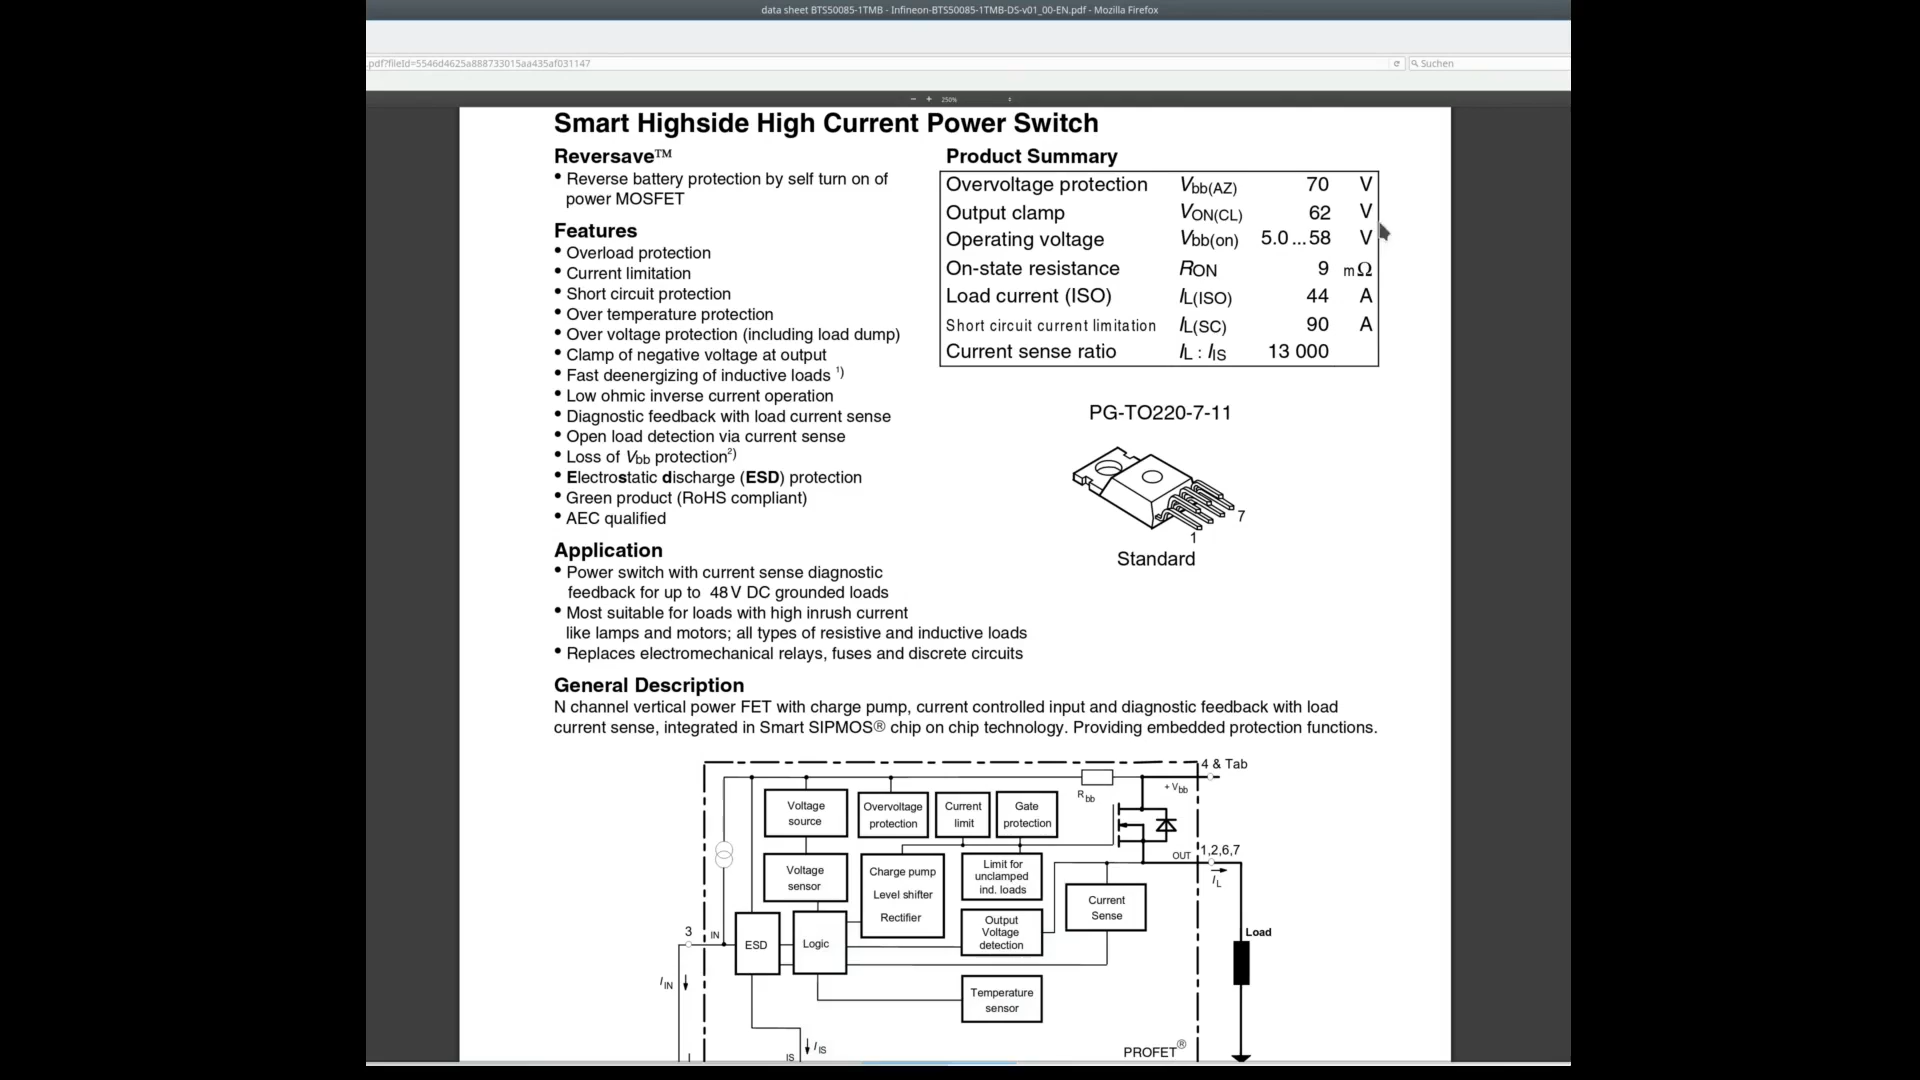 data sheet BTS50085-1TMB - Infineon-BTS50085-1TMB-DS-v01_00-EN.pdf - Mozilla Firefox
.pdf?fileId=5546d4625a888733015aa435af031147
Suchen
− + 250%
Smart Highside High Current Power Switch
Reversave™
• Reverse battery protection by self turn on of
power MOSFET
Features
• Overload protection
• Current limitation
• Short circuit protection
• Over temperature protection
• Over voltage protection (including load dump)
• Clamp of negative voltage at output
• Fast deenergizing of inductive loads 1)
• Low ohmic inverse current operation
• Diagnostic feedback with load current sense
• Open load detection via current sense
• Loss of Vbb protection2)
• Electrostatic discharge (ESD) protection
• Green product (RoHS compliant)
• AEC qualified
Application
• Power switch with current sense diagnostic
feedback for up to 48 V DC grounded loads
• Most suitable for loads with high inrush current
like lamps and motors; all types of resistive and inductive loads
• Replaces electromechanical relays, fuses and discrete circuits
Product Summary
Overvoltage protection Vbb(AZ) 70 V
Output clamp VON(CL) 62 V
Operating voltage Vbb(on) 5.0 ... 58 V
On-state resistance RON 9 mΩ
Load current (ISO) IL(ISO) 44 A
Short circuit current limitation IL(SC) 90 A
Current sense ratio IL : IIS 13 000
PG-TO220-7-11
7
1
Standard
General Description
N channel vertical power FET with charge pump, current controlled input and diagnostic feedback with load
current sense, integrated in Smart SIPMOS® chip on chip technology. Providing embedded protection functions.
4 & Tab
+ Vbb
Rbb
Voltage
source
Overvoltage
protection
Current
limit
Gate
protection
OUT
1,2,6,7
IL
Voltage
sensor
Charge pump
Level shifter
Rectifier
Limit for
unclamped
ind. loads
Current
Sense
Output
Voltage
detection
3
IN
ESD
Logic
Load
IIN
Temperature
sensor
IS
IIS
PROFET®